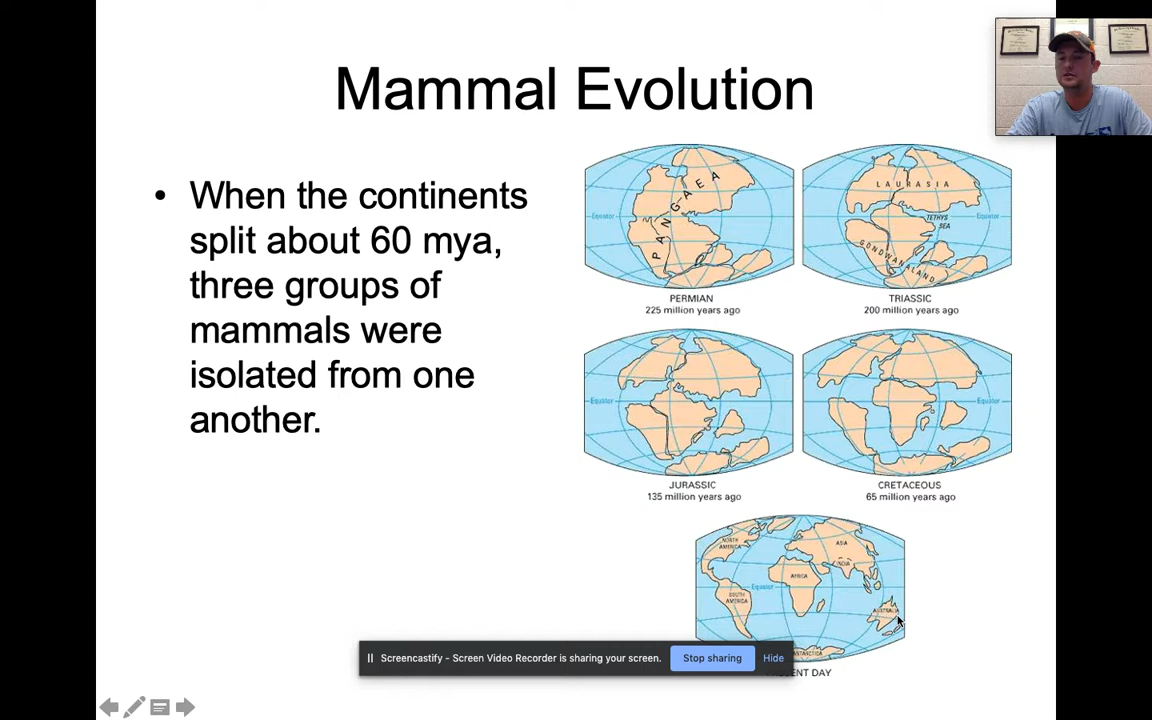 Mammal Evolution
• When the continents
split about 60 mya,
three groups of
mammals were
isolated from one
another.
PANGAEA
Equator
PERMIAN
225 million years ago
LAURASIA
TETHYS
SEA
Equator
GONDWANALAND
TRIASSIC
200 million years ago
Equator
JURASSIC
135 million years ago
Equator
CRETACEOUS
65 million years ago
NORTH
AMERICA
ASIA
INDIA
AFRICA
Equator
SOUTH
AMERICA
AUSTRALIA
Screencastify - Screen Video Recorder is sharing your screen.
Stop sharing
Hide
DAY